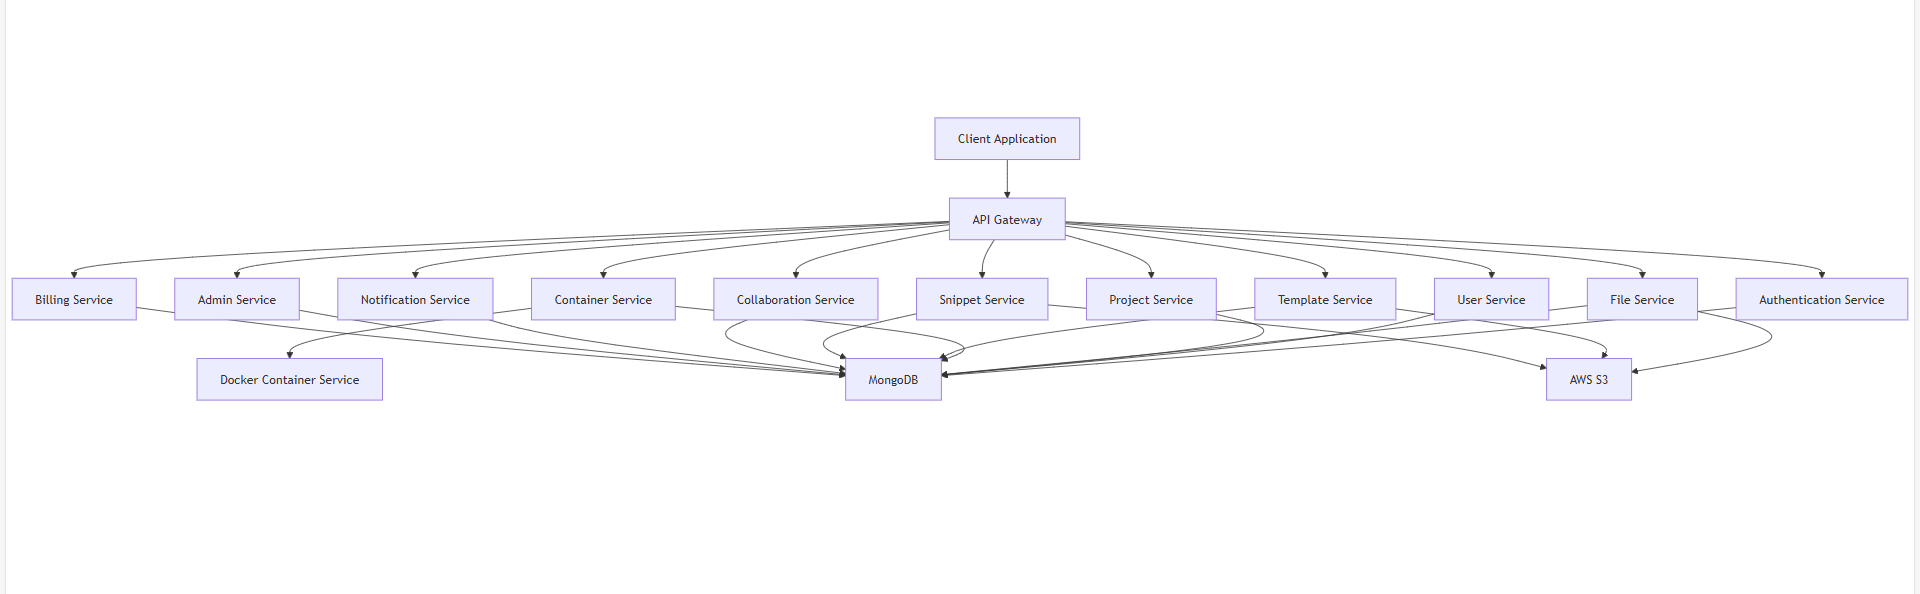 Client Application
API Gateway
Billing Service
Admin Service
Notification Service
Container Service
Collaboration Service
Snippet Service
Project Service
Template Service
User Service
File Service
Authentication Service
Docker Container Service
MongoDB
AWS S3